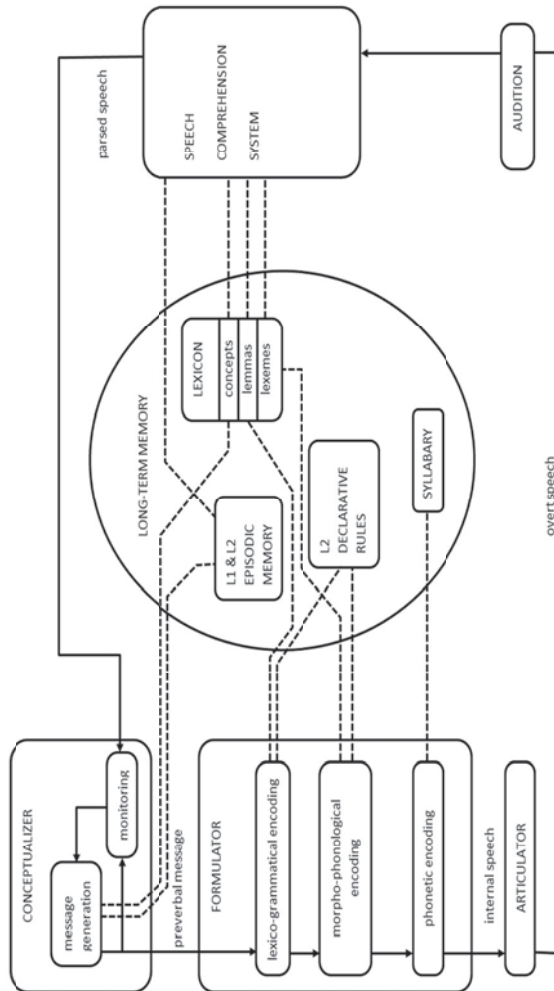 CONCEPTUALIZER
message
generation
monitoring
parsed speech
preverbal message
FORMULATOR
lexico-grammatical encoding
morpho-phonological
encoding
phonetic encoding
internal speech
ARTICULATOR
LONG-TERM MEMORY
L1 & L2
EPISODIC
MEMORY
LEXICON
concepts
lemmas
lexemes
L2
DECLARATIVE
RULES
SYLLABARY
SPEECH
COMPREHENSION
SYSTEM
AUDITION
overt speech